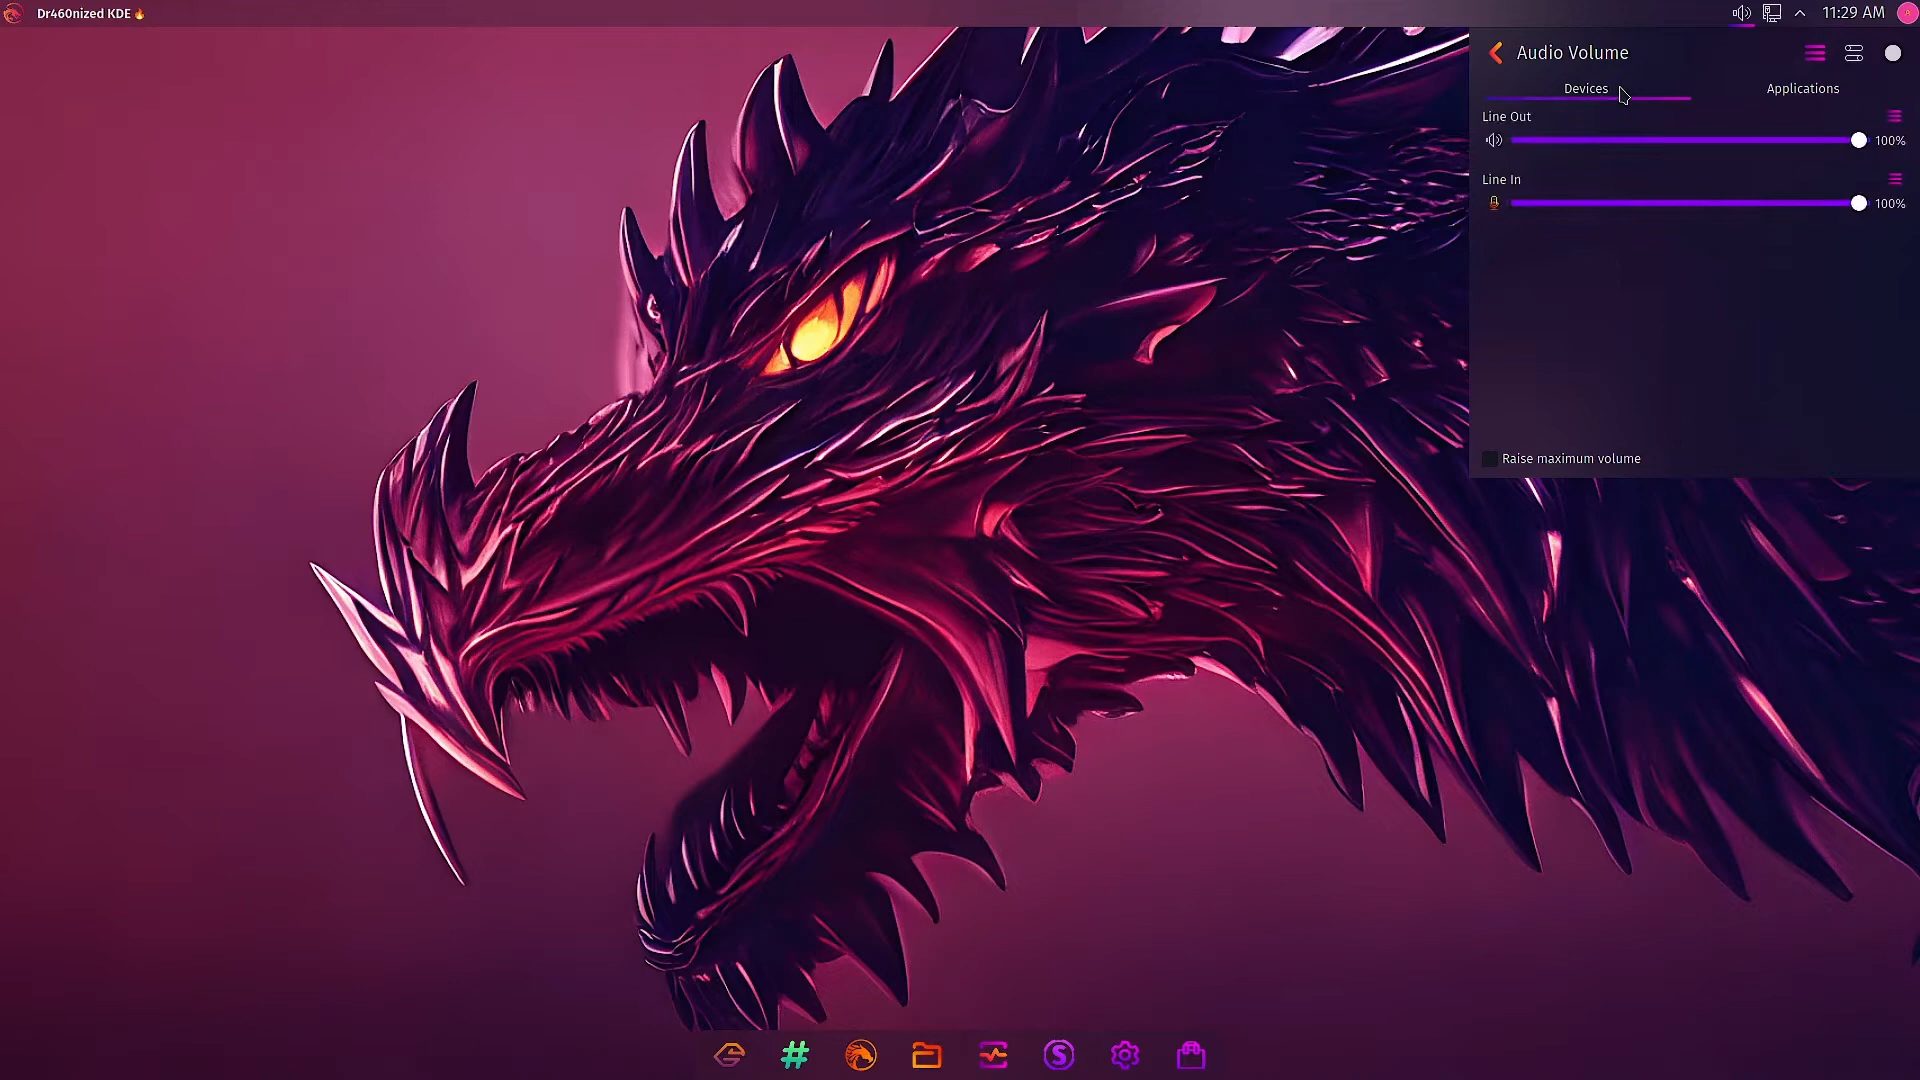 Dr460nized KDE🔥
11:29 AM
Audio Volume
Devices
Applications
Line Out
100%
Line In
100%
Raise maximum volume